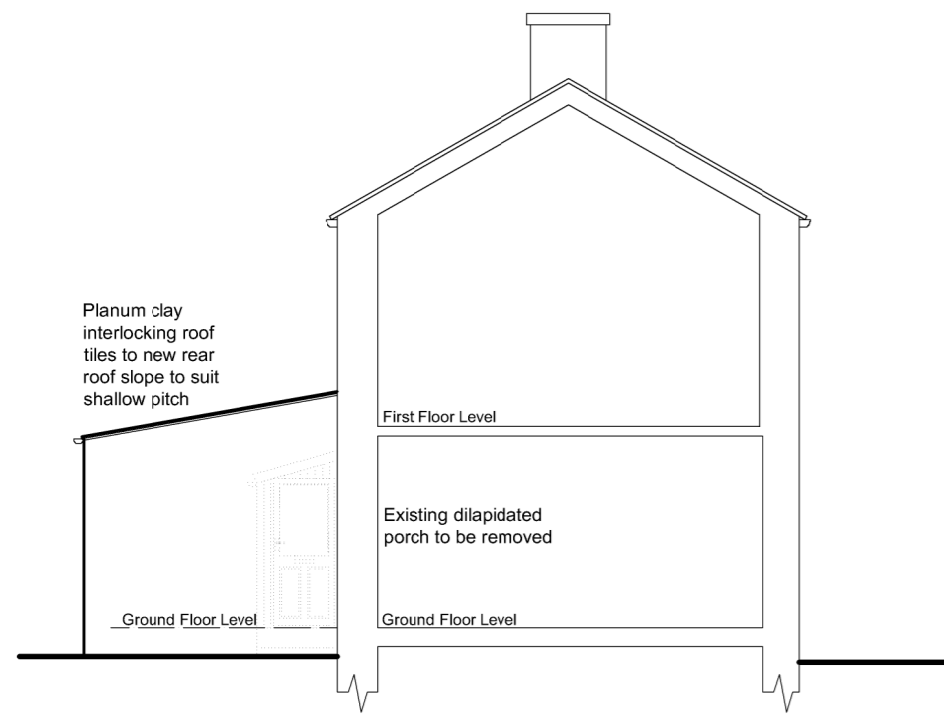 Planum clay
interlocking roof
tiles to new rear
roof slope to suit
shallow pitch
First Floor Level
Existing dilapidated
porch to be removed
Ground Floor Level
Ground Floor Level